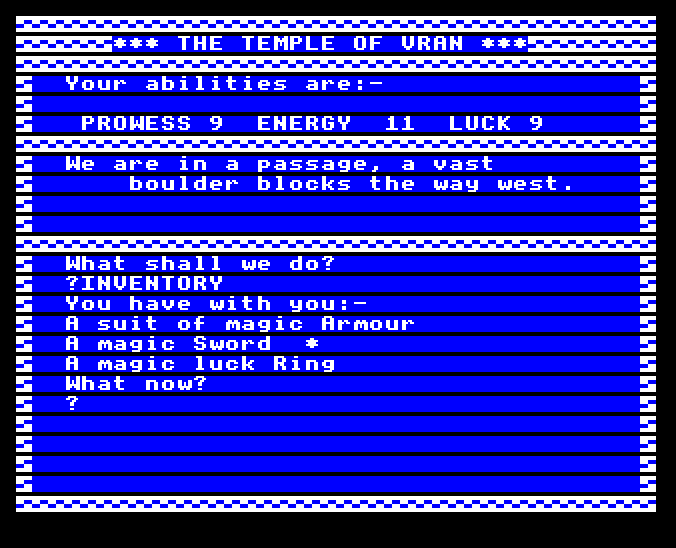 *** THE TEMPLE OF VRAN ***
Your abilities are:-
PROWESS 9 ENERGY 11 LUCK 9
We are in a passage, a vast
boulder blocks the way west.
What shall we do?
?INVENTORY
You have with you:-
A suit of magic Armour
A magic Sword *
A magic luck Ring
What now?
?